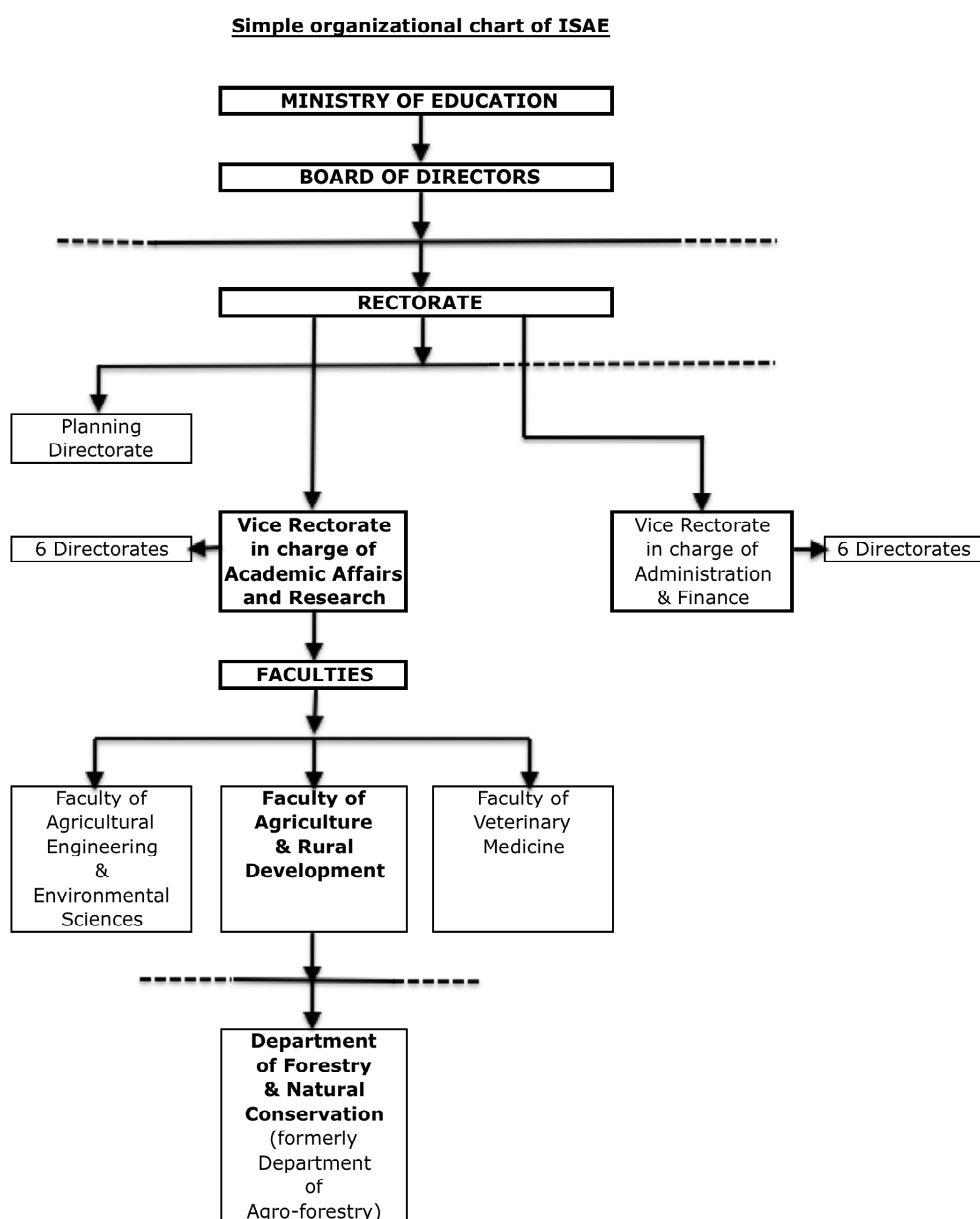 Simple organizational chart of ISAE
MINISTRY OF EDUCATION
BOARD OF DIRECTORS
RECTORATE
Planning
Directorate
6 Directorates
Vice Rectorate
in charge of
Academic Affairs
and Research
Vice Rectorate
in charge of
Administration
& Finance
6 Directorates
FACULTIES
Faculty of
Agricultural
Engineering
&
Environmental
Sciences
Faculty of
Agriculture
& Rural
Development
Faculty of
Veterinary
Medicine
Department
of Forestry
& Natural
Conservation
(formerly
Department
of
Agro-forestry)